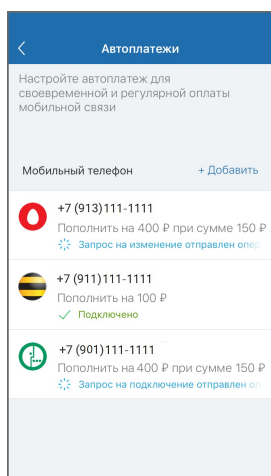 Автоплатежи
Настройте автоплатеж для
своевременной и регулярной оплаты
мобильной связи
Мобильный телефон + Добавить
+7 (913)111-1111
Пополнить на 400 ₽ при сумме 150 ₽
Запрос на изменение отправлен опер
+7 (911)111-1111
Пополнить на 100 ₽
Подключено
+7 (901)111-1111
Пополнить на 400 ₽ при сумме 150 ₽
Запрос на подключение отправлен оп